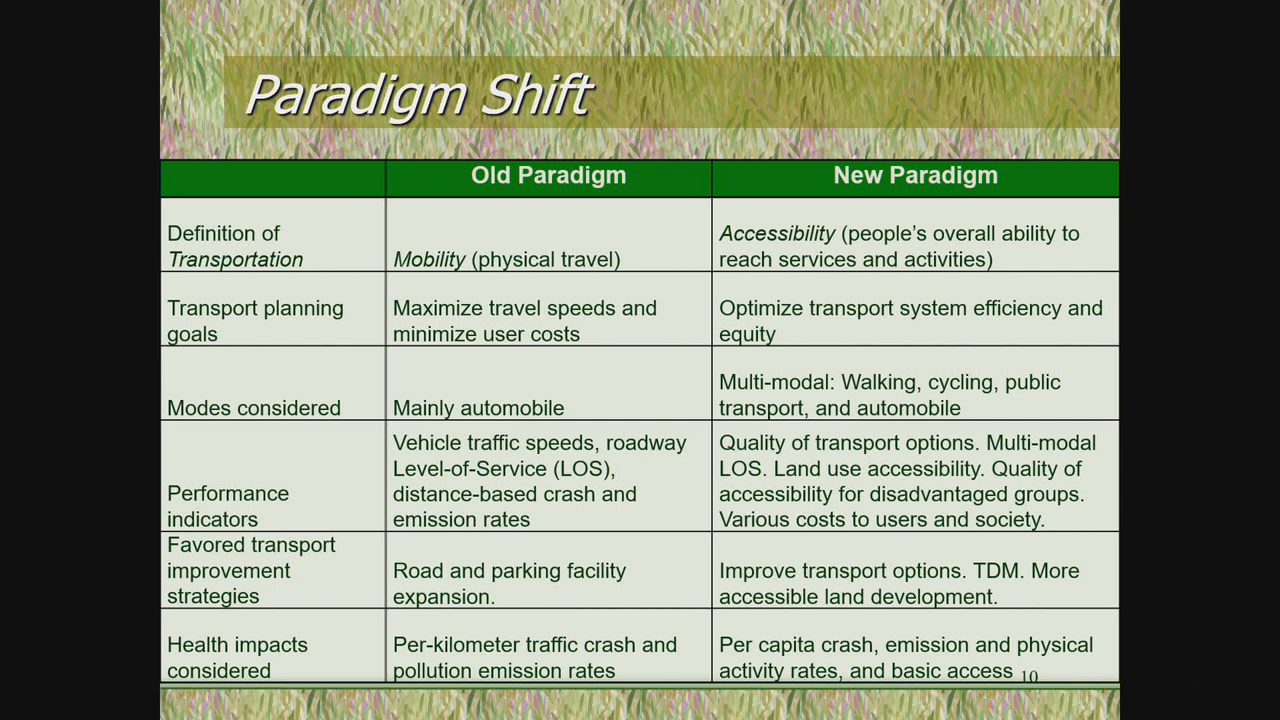 Paradigm Shift
Old Paradigm
New Paradigm
Definition of
Transportation
Mobility (physical travel)
Accessibility (people's overall ability to
reach services and activities)
Transport planning
goals
Maximize travel speeds and
minimize user costs
Optimize transport system efficiency and
equity
Modes considered
Mainly automobile
Multi-modal: Walking, cycling, public
transport, and automobile
Performance
indicators
Vehicle traffic speeds, roadway
Level-of-Service (LOS),
distance-based crash and
emission rates
Quality of transport options. Multi-modal
LOS. Land use accessibility. Quality of
accessibility for disadvantaged groups.
Various costs to users and society.
Favored transport
improvement
strategies
Road and parking facility
expansion.
Improve transport options. TDM. More
accessible land development.
Health impacts
considered
Per-kilometer traffic crash and
pollution emission rates
Per capita crash, emission and physical
activity rates, and basic access
10